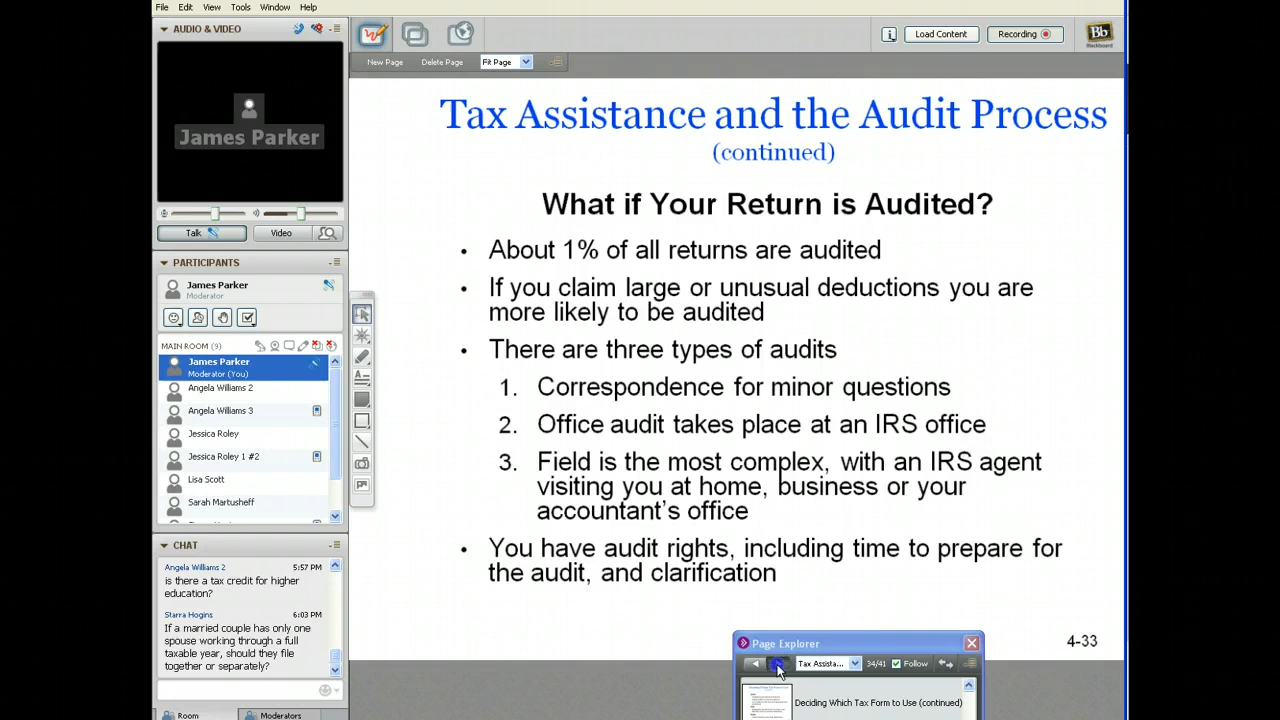 File Edit View Tools Window Help
AUDIO & VIDEO
James Parker
Talk Video
PARTICIPANTS
James Parker
Moderator
MAIN ROOM (9)
James Parker
Moderator (You)
Angela Williams 2
Angela Williams 3
Jessica Roley
Jessica Roley 1 #2
Lisa Scott
Sarah Martusheff
CHAT
Angela Williams 2 5:57 PM
is there a tax credit for higher
education?
Starra Hogins 6:03 PM
If a married couple has only one
spouse working through a full
taxable year, should they file
together or separately?
Room Moderators
Load Content Recording
Bb
Blackboard
New Page Delete Page Fit Page
Tax Assistance and the Audit Process
(continued)
What if Your Return is Audited?
• About 1% of all returns are audited
• If you claim large or unusual deductions you are
more likely to be audited
• There are three types of audits
1. Correspondence for minor questions
2. Office audit takes place at an IRS office
3. Field is the most complex, with an IRS agent
visiting you at home, business or your
accountant's office
• You have audit rights, including time to prepare for
the audit, and clarification
4-33
Page Explorer
Tax Assista... 34/41 Follow
Deciding Which Tax Form to Use (continued)